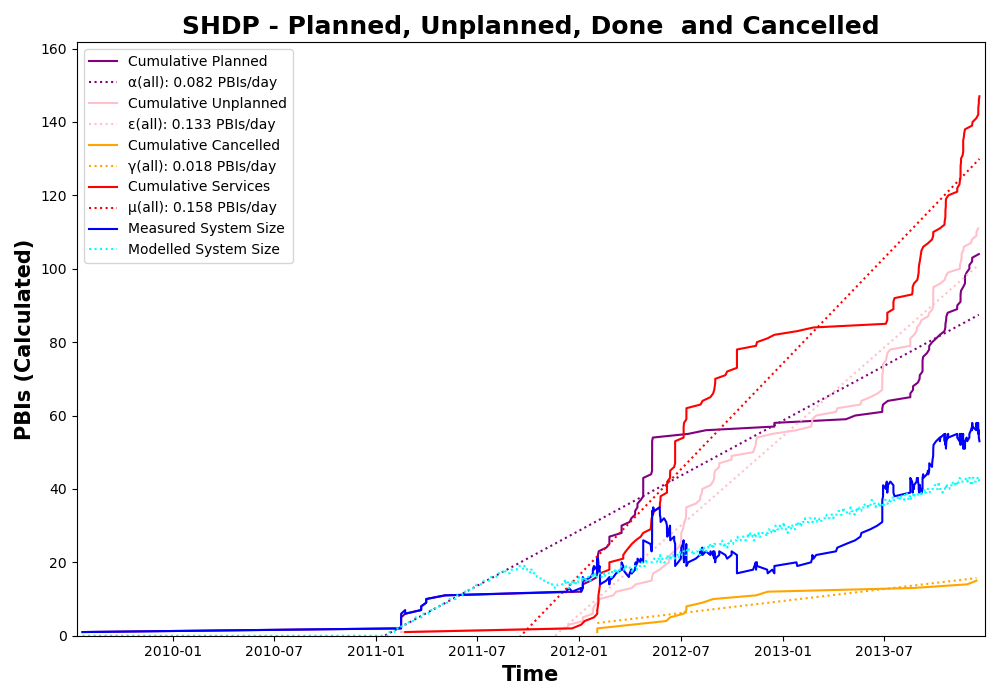 SHDP - Planned, Unplanned, Done  and Cancelled
PBIs (Calculated)
160
140
120
100
80
60
40
20
0
Cumulative Planned
α(all): 0.082 PBIs/day
Cumulative Unplanned
ε(all): 0.133 PBIs/day
Cumulative Cancelled
γ(all): 0.018 PBIs/day
Cumulative Services
μ(all): 0.158 PBIs/day
Measured System Size
Modelled System Size
2010-01 2010-07 2011-01 2011-07 2012-01 2012-07 2013-01 2013-07
Time